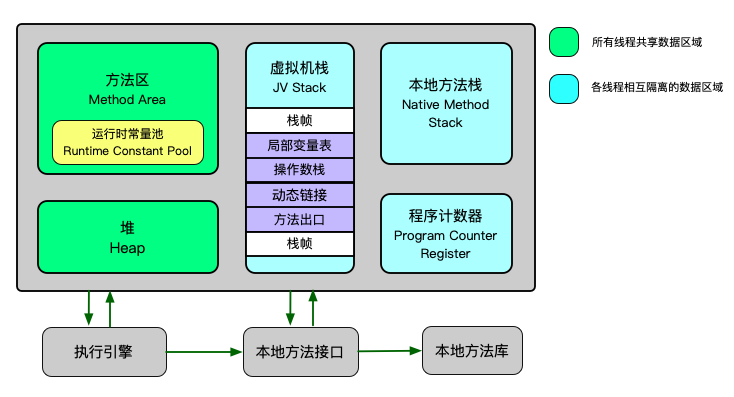 方法区
Method Area
运行时常量池
Runtime Constant Pool
堆
Heap
虚拟机栈
JV Stack
栈帧
局部变量表
操作数栈
动态链接
方法出口
栈帧
本地方法栈
Native Method
Stack
程序计数器
Program Counter
Register
所有线程共享数据区域
各线程相互隔离的数据区域
执行引擎
本地方法接口
本地方法库